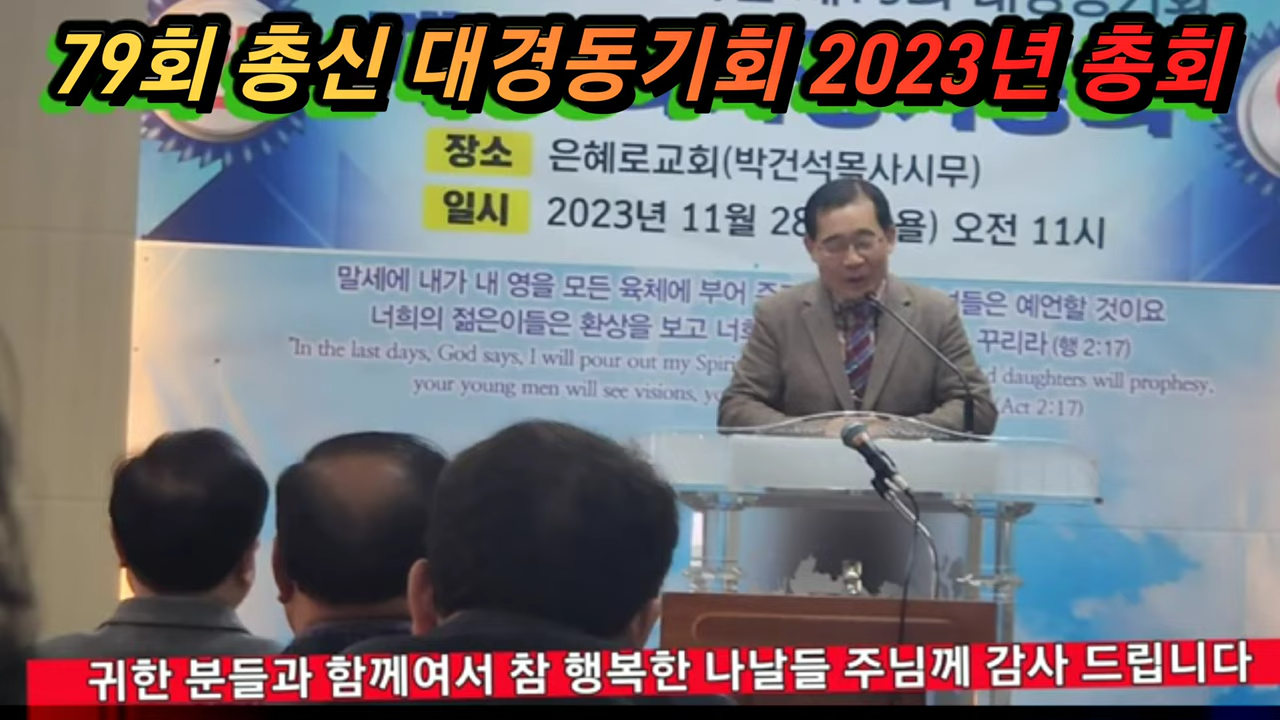 79회 총신 대경동기회 2023년 총회
장소 은혜로교회(박건석목사시무)
일시 2023년 11월 28 욜) 오전 11시
말세에 내가 내 영을 모든 육체에 부어 들은 예언할 것이요
너희의 젊은이들은 환상을 보고 너희 꾸리라 (행 2:17)
"In the last days, God says, I will pour out my Spirit daughters will prophesy,
your young men will see visions, (Act 2:17)
귀한 분들과 함께여서 참 행복한 나날들 주님께 감사 드립니다